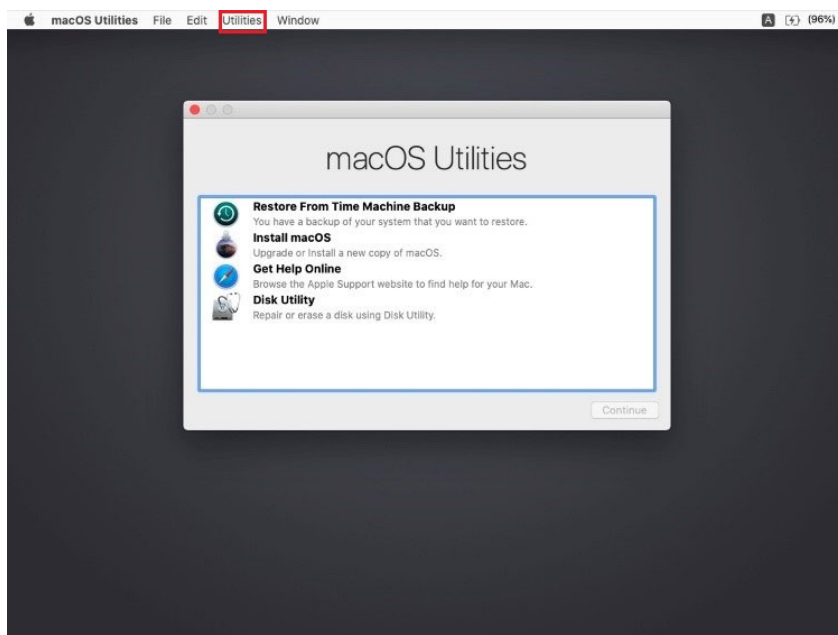 macOS Utilities File Edit Utilities Window A (96%)
macOS Utilities
Restore From Time Machine Backup
You have a backup of your system that you want to restore.
Install macOS
Upgrade or Install a new copy of macOS.
Get Help Online
Browse the Apple Support website to find help for your Mac.
Disk Utility
Repair or erase a disk using Disk Utility.
Continue